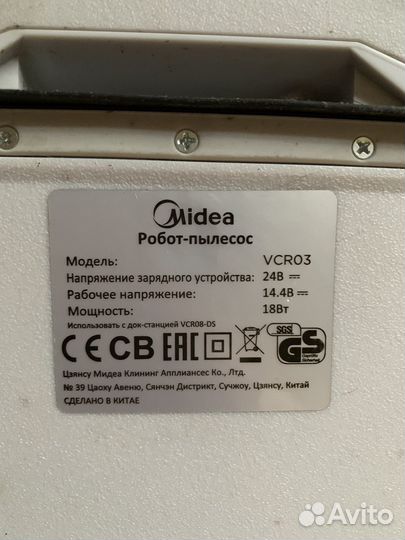 Midea
Робот-пылесос
Модель: VCR03
Напряжение зарядного устройства: 24В
Рабочее напряжение: 14.4В
Мощность: 18Вт
Использовать с док-станцией VCR08-DS
CE CB EAC SGS GS
geprüfte Sicherheit
Цзянсу Мидеа Клининг Апплиансес Ко., Лтд.
№ 39 Цаоху Авеню, Сянчэн Дистрикт, Сучжоу, Цзянсу, Китай
СДЕЛАНО В КИТАЕ
Avito